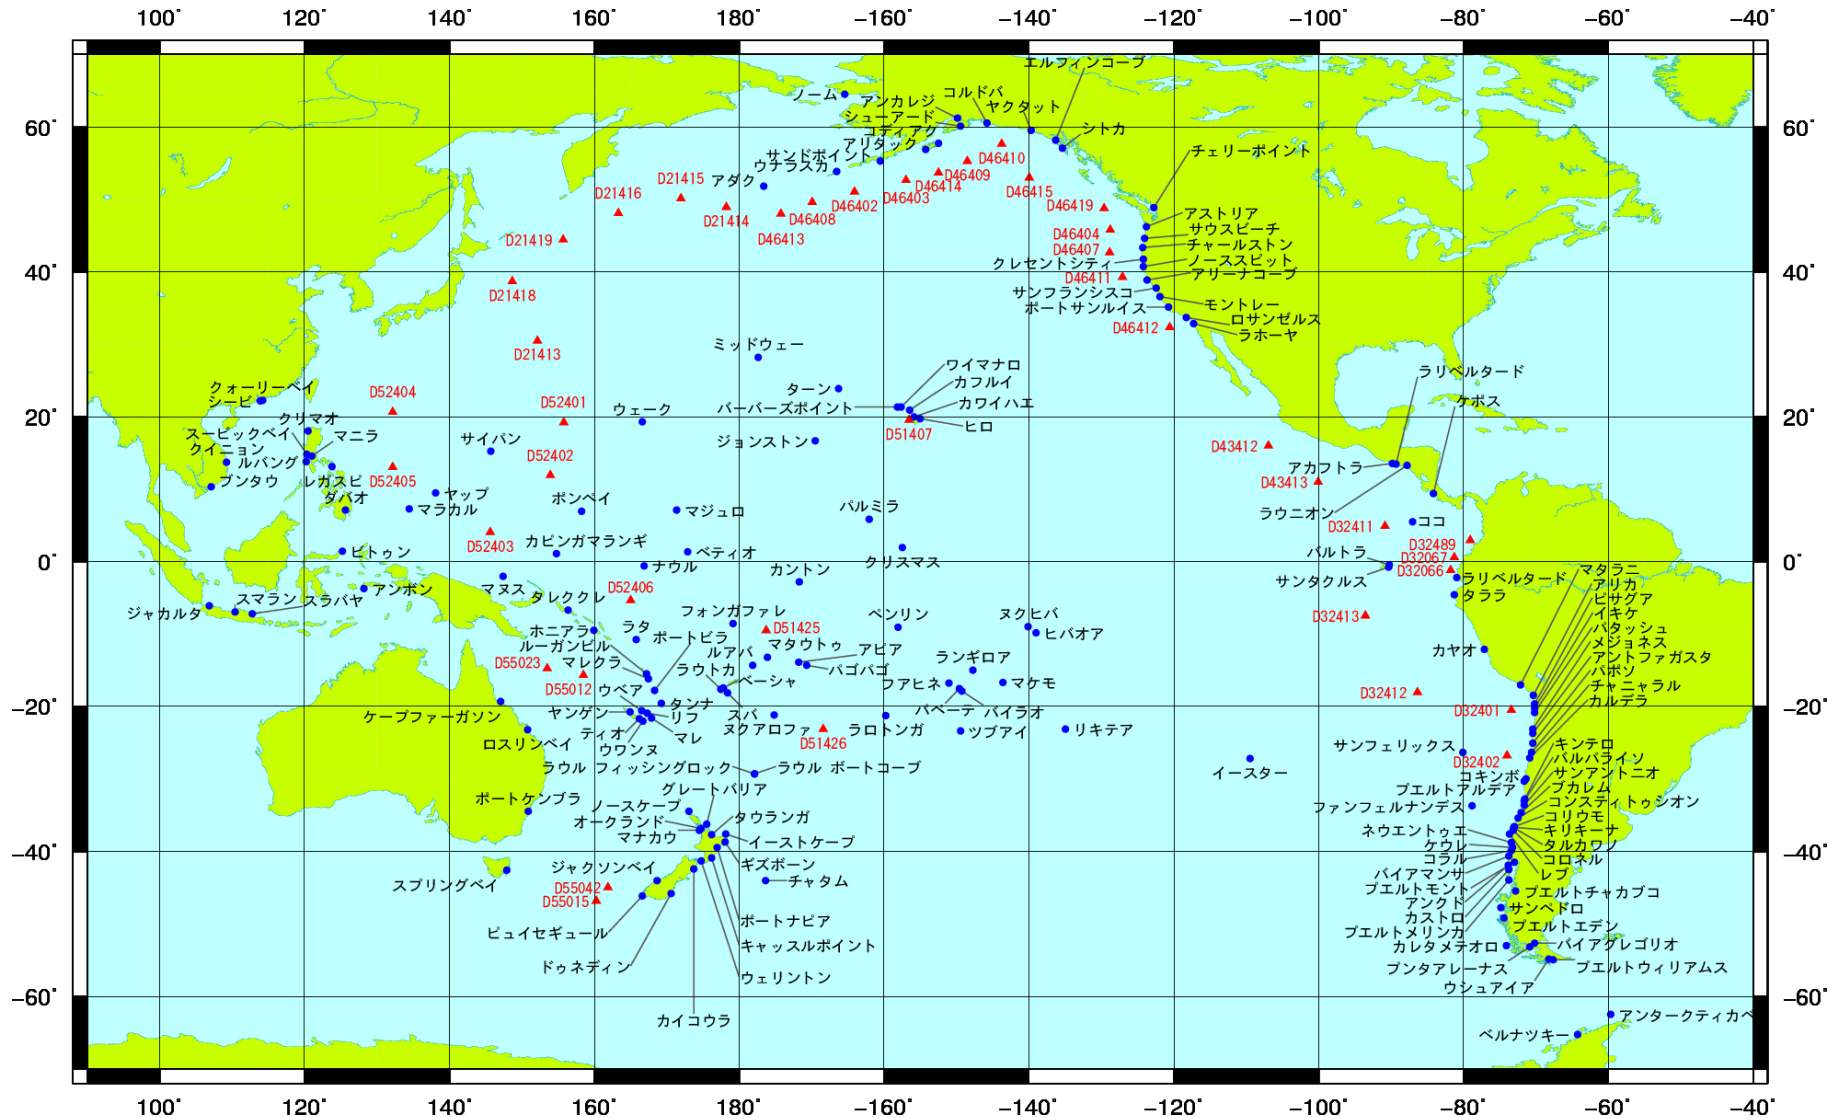 100° 120° 140° 160° 180° −160° −140° −120° −100° −80° −60° −40°
エルフィンコーブ
ノーム
コルドバ
アンカレジ
ヤクタット
シューアード
コディアク
シトカ
60°
60°
アリタック
サンドポイント
ウナラスカ
アダク
チェリーポイント
D46410
D46409
D46414
D46415
D46403
D46402
D46408
D46413
D21414
D21415
D21416
D21419
D21418
D21413
D46419
D46404
D46407
D46411
D46412
アストリア
サウスビーチ
チャールストン
クレセントシティ
ノーススピット
アリーナコーブ
40°
40°
サンフランシスコ
ポートサンルイス
モントレー
ロサンゼルス
ラホーヤ
ミッドウェー
ワイマナロ
ターン
カフルイ
バーバーズポイント
カワイハエ
ヒロ
D51407
ジョンストン
ラリベルタード
ケポス
クォーリーベイ
シービ
D52404
D52401
ウェーク
20°
20°
クリマオ
スービックベイ
マニラ
クイニョン
ルバング
サイパン
D52402
D52405
ブンタウ
レガスピ
ダバオ
ヤップ
マラカル
ポンペイ
マジュロ
パルミラ
D43412
アカフトラ
D43413
ラウニオン
ココ
D32411
D32489
D32067
D32066
バルトラ
サンタクルス
D52403
カピンガマランギ
ベティオ
クリスマス
ビトゥン
0°
0°
ナウル
カントン
マヌス
D52406
アンボン
スマラン
スラバヤ
ジャカルタ
タレククレ
フォンガファレ
D51425
ペンリン
ヌクヒバ
ヒバオア
ラリベルタード
タララ
D32413
マタラニ
アリカ
ピサグア
イキケ
パタッシュ
メジョネス
アントファガスタ
パポソ
チャニャラル
カルデラ
カヤオ
ホニアラ
ラタ
ルーガンビル
ポートビラ
マタウトゥ
アピア
ルアバ
パゴパゴ
ランギロア
D55023
マレクラ
ラウトカ
D55012
ベーシャ
フアヒネ
マケモ
ウベア
タンナ
パペーテ
バイラオ
D32412
D32401
−20°
−20°
ケープファーガソン
ヤンゲン
リフ
スバ
ティオ
マレ
ヌクアロファ
D51426
ラロトンガ
ツブアイ
リキテア
ロスリンベイ
ウワンヌ
サンフェリックス
D32402
ラウル フィッシングロック
ラウル ボートコーブ
イースター
キンテロ
バルパライソ
サンアントニオ
コキンボ
プエルトアルデア
ブカレム
ファンフェルナンデス
コンスティトゥシオン
グレートバリア
ポートケンブラ
ノースケープ
オークランド
タウランガ
マナカウ
イーストケープ
コリウモ
ネウエントゥエ
キリキーナ
ケウレ
タルカワノ
−40°
−40°
ギズボーン
コラル
コロネル
バイアマンサ
レブ
ジャクソンベイ
チャタム
スプリングベイ
D55042
D55015
プエルトモント
プエルトチャカブコ
アンクド
サンペドロ
カストロ
プエルトメリンカ
プエルトエデン
ポートナピア
ピュイセギュール
キャッスルポイント
カレタメテオロ
バイアグレゴリオ
ドゥネディン
ウェリントン
プンタアレーナス
プエルトウィリアムス
ウシュアイア
−60°
−60°
カイコウラ
アンタークティカベ
ベルナツキー
100° 120° 140° 160° 180° −160° −140° −120° −100° −80° −60° −40°